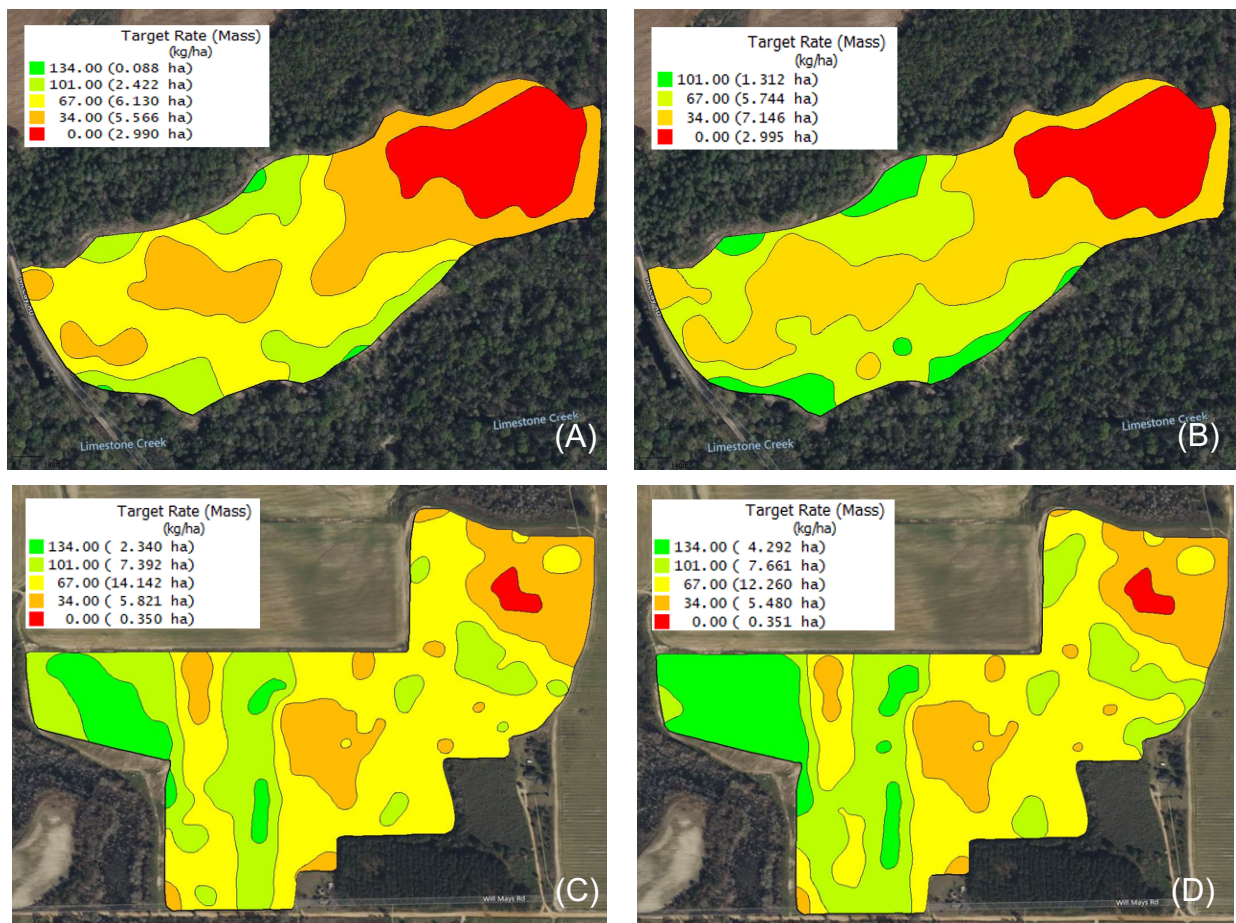 Target Rate (Mass)
(kg/ha)
134.00 (0.088 ha)
101.00 (2.422 ha)
67.00 (6.130 ha)
34.00 (5.566 ha)
0.00 (2.990 ha)
Limestone Creek
Limestone Creek
(A)
Target Rate (Mass)
(kg/ha)
101.00 (1.312 ha)
67.00 (5.744 ha)
34.00 (7.146 ha)
0.00 (2.995 ha)
Limestone Creek
Limestone Creek
(B)
Target Rate (Mass)
(kg/ha)
134.00 ( 2.340 ha)
101.00 ( 7.392 ha)
67.00 (14.142 ha)
34.00 ( 5.821 ha)
0.00 ( 0.350 ha)
Will Mays Rd
(C)
Target Rate (Mass)
(kg/ha)
134.00 ( 4.292 ha)
101.00 ( 7.661 ha)
67.00 (12.260 ha)
34.00 ( 5.480 ha)
0.00 ( 0.351 ha)
Will Mays Rd
(D)